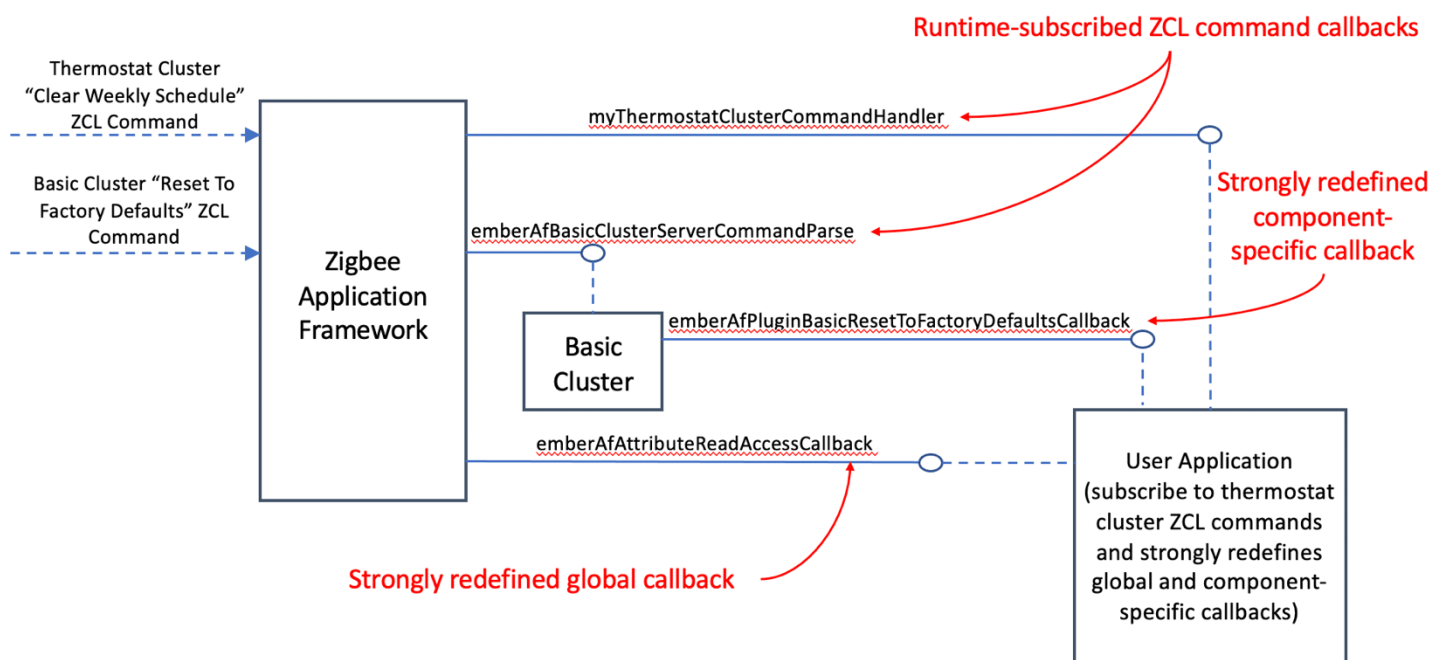 Runtime-subscribed ZCL command callbacks
Thermostat Cluster
“Clear Weekly Schedule”
ZCL Command
myThermostatClusterCommandHandler
Basic Cluster “Reset To
Factory Defaults” ZCL
Command
Strongly redefined
component-
specific callback
emberAfBasicClusterServerCommandParse
Zigbee
Application
Framework
emberAfPluginBasicResetToFactoryDefaultsCallback
Basic
Cluster
emberAfAttributeReadAccessCallback
User Application
(subscribe to thermostat
cluster ZCL commands
and strongly redefines
global and component-
specific callbacks)
Strongly redefined global callback